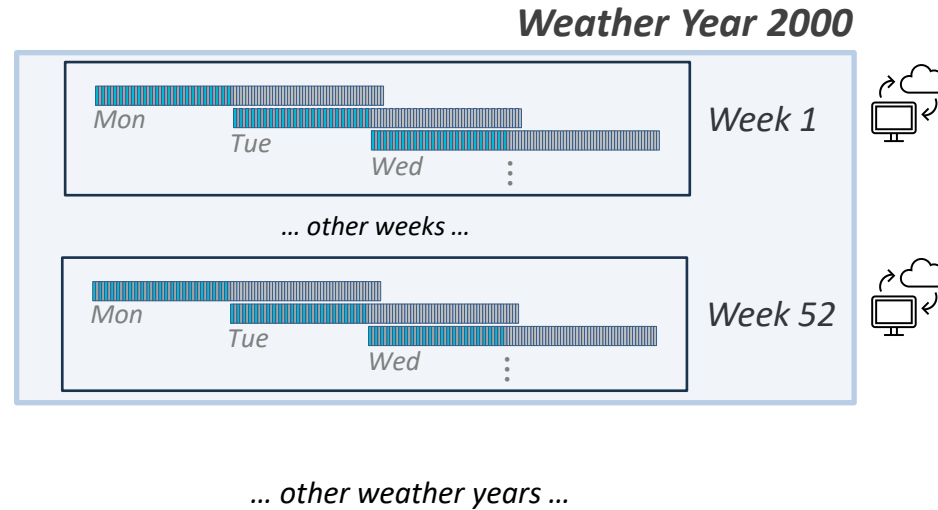 Weather Year 2000
Mon
Tue
Wed
Week 1
… other weeks …
Mon
Tue
Wed
Week 52
… other weather years …